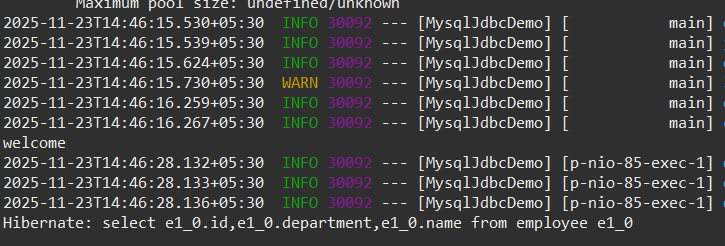 Maximum pool size: undefined/unknown
2025-11-23T14:46:15.530+05:30  INFO 30092 --- [MysqlJdbcDemo] [           main]
2025-11-23T14:46:15.539+05:30  INFO 30092 --- [MysqlJdbcDemo] [           main]
2025-11-23T14:46:15.624+05:30  INFO 30092 --- [MysqlJdbcDemo] [           main]
2025-11-23T14:46:15.730+05:30  WARN 30092 --- [MysqlJdbcDemo] [           main]
2025-11-23T14:46:16.259+05:30  INFO 30092 --- [MysqlJdbcDemo] [           main]
2025-11-23T14:46:16.267+05:30  INFO 30092 --- [MysqlJdbcDemo] [           main]
welcome
2025-11-23T14:46:28.132+05:30  INFO 30092 --- [MysqlJdbcDemo] [p-nio-85-exec-1]
2025-11-23T14:46:28.133+05:30  INFO 30092 --- [MysqlJdbcDemo] [p-nio-85-exec-1]
2025-11-23T14:46:28.136+05:30  INFO 30092 --- [MysqlJdbcDemo] [p-nio-85-exec-1]
Hibernate: select e1_0.id,e1_0.department,e1_0.name from employee e1_0